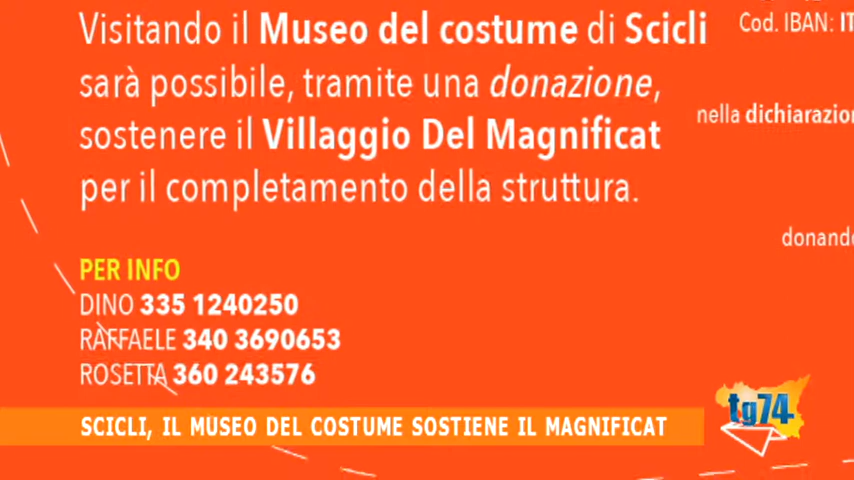 Visitando il Museo del costume di Scicli
sarà possibile, tramite una donazione,
sostenere il Villaggio Del Magnificat
per il completamento della struttura.
Cod. IBAN: IT
nella dichiarazion
donando
PER INFO
DINO 335 1240250
RAFFAELE 340 3690653
ROSETTA 360 243576
SCICLI, IL MUSEO DEL COSTUME SOSTIENE IL MAGNIFICAT
tg74